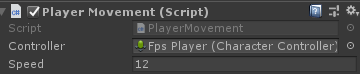 Player Movement (Script)
Script PlayerMovement
Controller Fps Player (Character Controller)
Speed 12